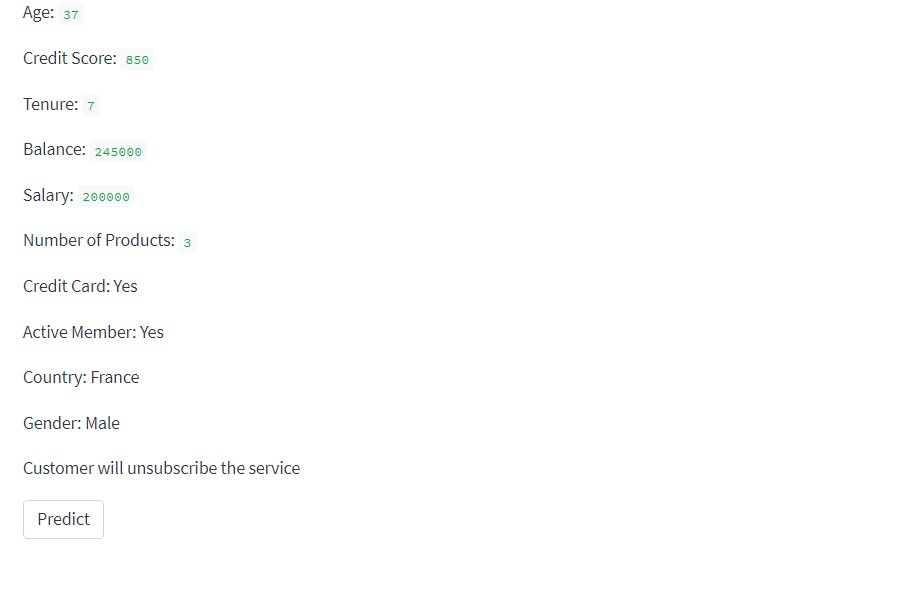 Age: 37
Credit Score: 850
Tenure: 7
Balance: 245000
Salary: 200000
Number of Products: 3
Credit Card: Yes
Active Member: Yes
Country: France
Gender: Male
Customer will unsubscribe the service
Predict